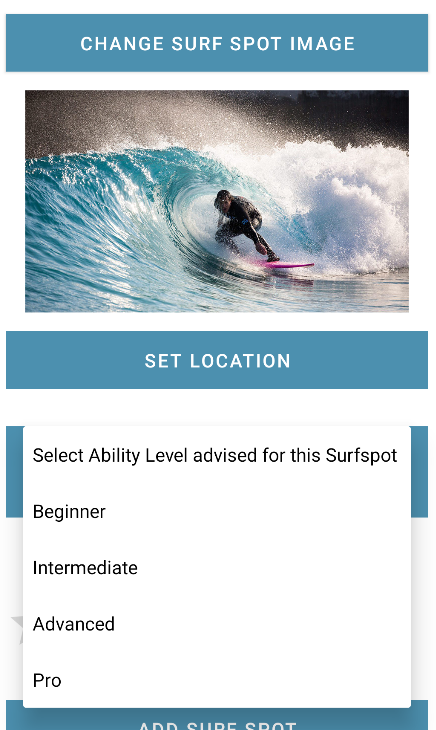 CHANGE SURF SPOT IMAGE
SET LOCATION
Select Ability Level advised for this Surfspot
Beginner
Intermediate
Advanced
Pro
ADD SURF SPOT